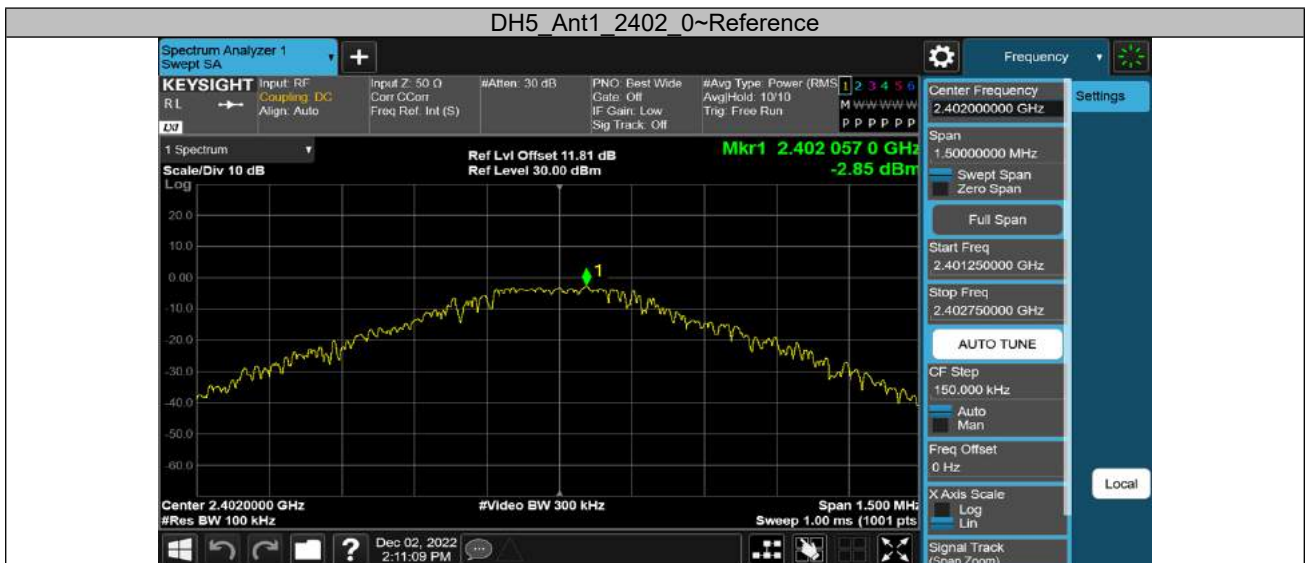 DH5_Ant1_2402_0~Reference
Spectrum Analyzer 1
Swept SA
+
Frequency
KEYSIGHT
RL
LXI
Input: RF
Coupling: DC
Align: Auto
Input Z: 50 Ω
Corr CCorr
Freq Ref: Int (S)
#Atten: 30 dB
PNO: Best Wide
Gate: Off
IF Gain: Low
Sig Track: Off
#Avg Type: Power (RMS
Avg|Hold: 10/10
Trig: Free Run
1 2 3 4 5 6
M W W W W W
P P P P P P
Center Frequency
2.402000000 GHz
Settings
1 Spectrum
Scale/Div 10 dB
Log
Ref Lvl Offset 11.81 dB
Ref Level 30.00 dBm
Mkr1 2.402 057 0 GHz
-2.85 dBm
Span
1.50000000 MHz
Swept Span
Zero Span
Full Span
Start Freq
2.401250000 GHz
Stop Freq
2.402750000 GHz
AUTO TUNE
CF Step
150.000 kHz
Auto
Man
Freq Offset
0 Hz
X Axis Scale
Log
Lin
Signal Track
(Span Zoom)
Local
20.0
10.0
0.00
-10.0
-20.0
-30.0
-40.0
-50.0
-60.0
1
Center 2.4020000 GHz
#Res BW 100 kHz
#Video BW 300 kHz
Span 1.500 MHz
Sweep 1.00 ms (1001 pts
?
Dec 02, 2022
2:11:09 PM